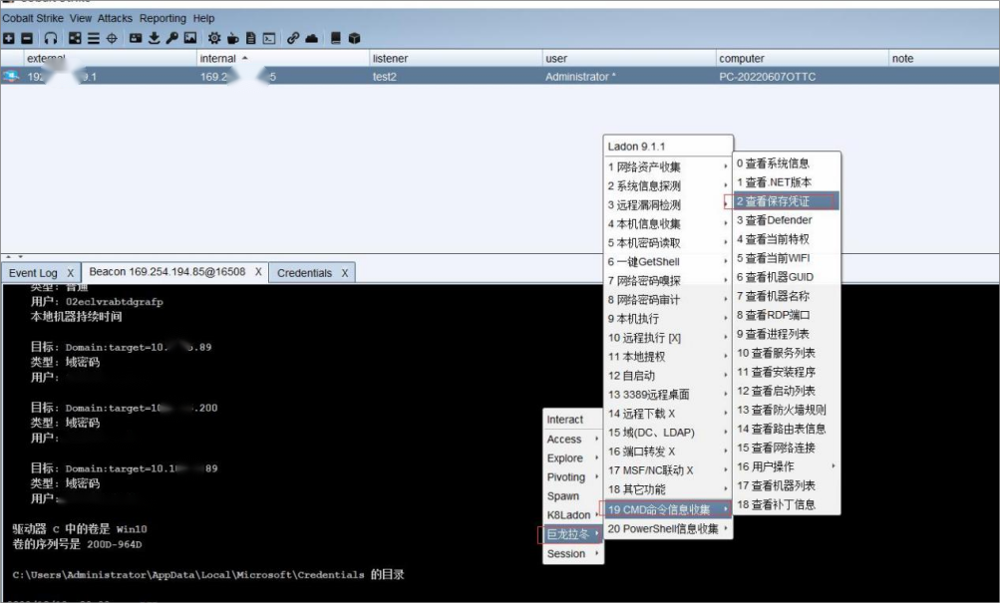 Cobalt Strike View Attacks Reporting Help
external internal listener user computer note
169.2 5 test2 Administrator * PC-20220607OTTC
Ladon 9.1.1
1 网络资产收集
2 系统信息探测
3 远程漏洞检测
4 本机信息收集
5 本机密码读取
6 一键GetShell
7 网络密码嗅探
8 网络密码审计
9 本机执行
10 远程执行 [X]
11 本地提权
12 自启动
13 3389远程桌面
14 远程下载 X
15 域(DC、LDAP)
16 端口转发 X
17 MSF/NC联动 X
18 其它功能
19 CMD命令信息收集
20 PowerShell信息收集
0 查看系统信息
1 查看.NET版本
2 查看保存凭证
3 查看Defender
4 查看当前特权
5 查看当前WIFI
6 查看机器GUID
7 查看机器名称
8 查看RDP端口
9 查看进程列表
10 查看服务列表
11 查看安装程序
12 查看启动列表
13 查看防火墙规则
14 查看路由表信息
15 查看网络连接
16 用户操作
17 查看机器列表
18 查看补丁信息
Interact
Access
Explore
Pivoting
Spawn
K8Ladon
巨龙拉冬
Session
Event Log X Beacon 169.254.194.85@16508 X Credentials X
类型: 普通
用户: 02eclvrabtdgrafp
本地机器持续时间
目标: Domain:target=10. .89
类型: 域密码
用户:
目标: Domain:target=10 .200
类型: 域密码
用户:
目标: Domain:target=10.1 89
类型: 域密码
用户:
驱动器 C 中的卷是 Win10
卷的序列号是 200D-964D
C:\Users\Administrator\AppData\Local\Microsoft\Credentials 的目录